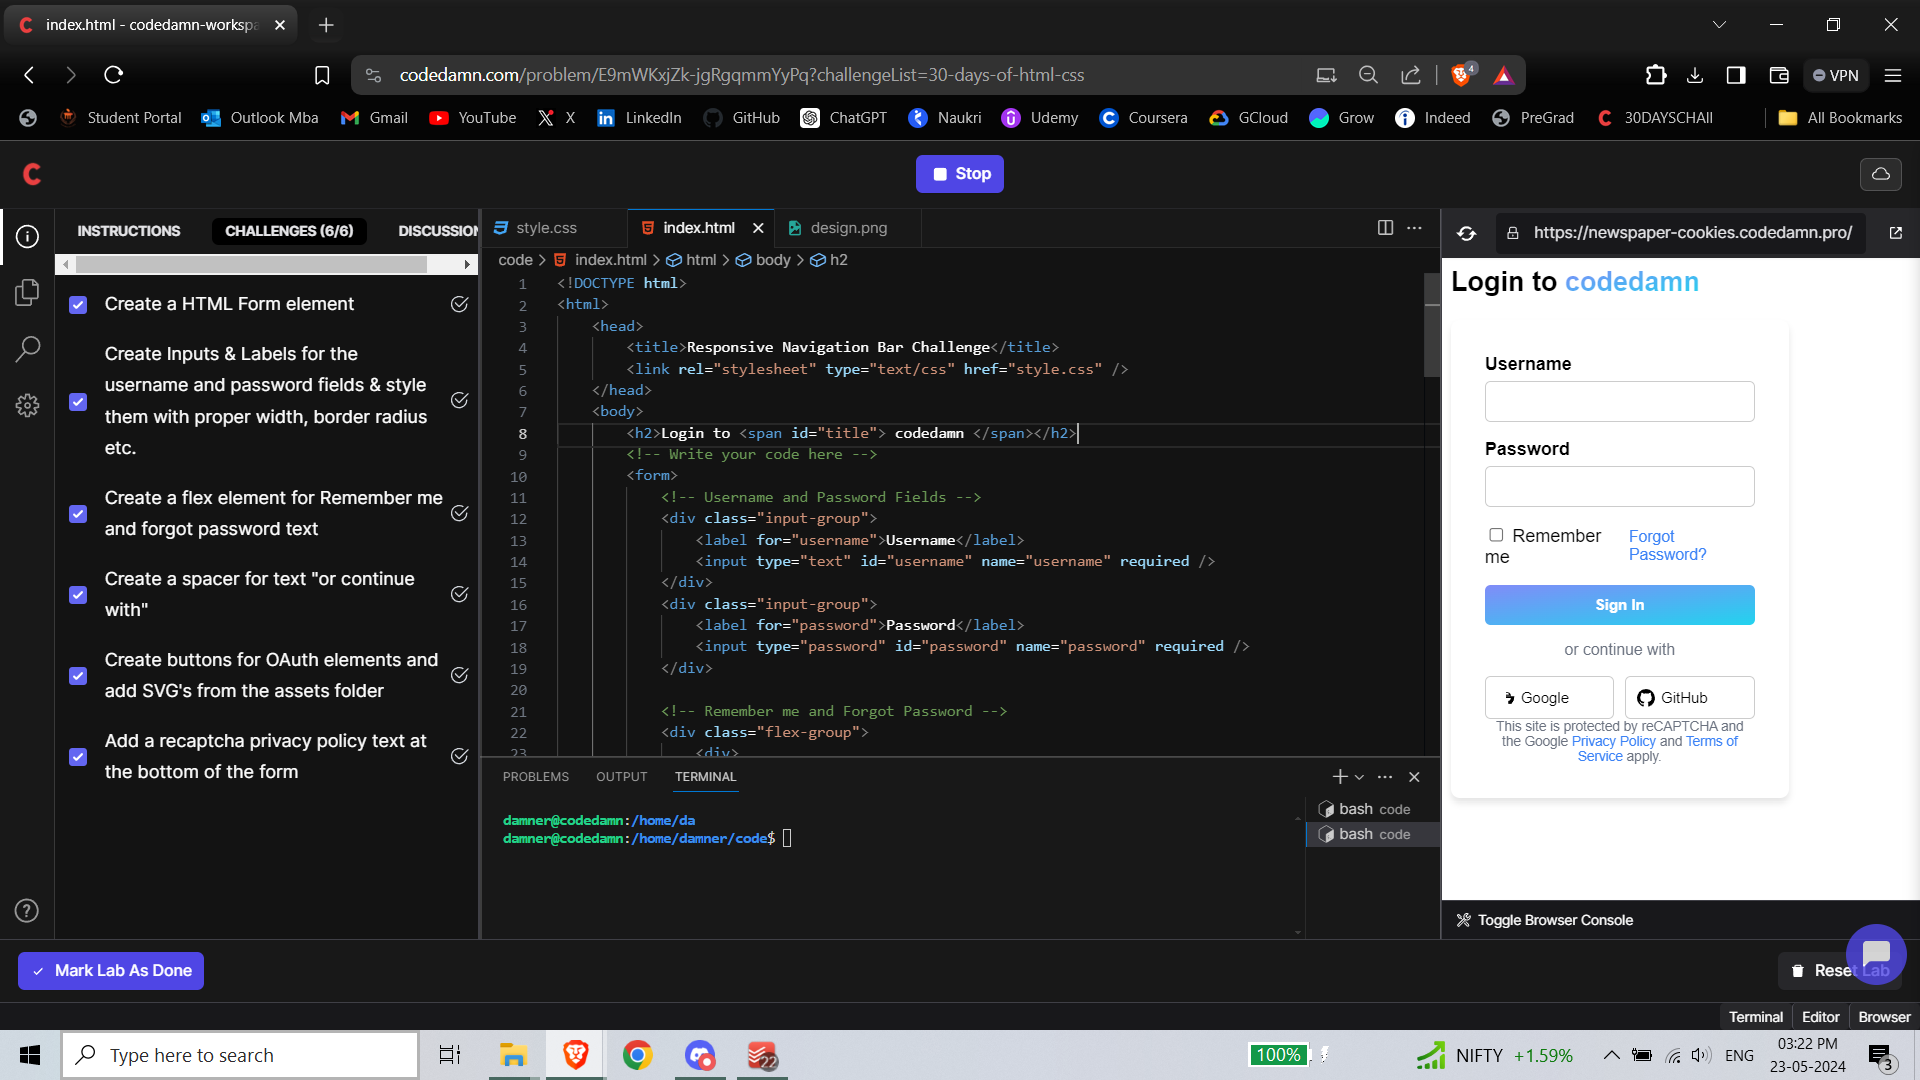 index.html - codedamn-workspa
codedamn.com/problem/E9mWKxjZk-jgRgqmmYyPq?challengeList=30-days-of-html-css
4
VPN
Student Portal
Outlook Mba
Gmail
YouTube
X
LinkedIn
GitHub
ChatGPT
Naukri
Udemy
Coursera
GCloud
Grow
Indeed
PreGrad
30DAYSCHAll
All Bookmarks
Stop
INSTRUCTIONS
CHALLENGES (6/6)
DISCUSSION
Create a HTML Form element
Create Inputs & Labels for the
username and password fields & style
them with proper width, border radius
etc.
Create a flex element for Remember me
and forgot password text
Create a spacer for text "or continue
with"
Create buttons for OAuth elements and
add SVG's from the assets folder
Add a recaptcha privacy policy text at
the bottom of the form
style.css
index.html
design.png
code > index.html > html > body > h2
1 <!DOCTYPE html>
2 <html>
3 <head>
4 <title>Responsive Navigation Bar Challenge</title>
5 <link rel="stylesheet" type="text/css" href="style.css" />
6 </head>
7 <body>
8 <h2>Login to <span id="title"> codedamn </span></h2>
9 <!-- Write your code here -->
10 <form>
11 <!-- Username and Password Fields -->
12 <div class="input-group">
13 <label for="username">Username</label>
14 <input type="text" id="username" name="username" required />
15 </div>
16 <div class="input-group">
17 <label for="password">Password</label>
18 <input type="password" id="password" name="password" required />
19 </div>
20
21 <!-- Remember me and Forgot Password -->
22 <div class="flex-group">
23 <div>
PROBLEMS
OUTPUT
TERMINAL
damner@codedamn:/home/da
damner@codedamn:/home/damner/code$
bash code
bash code
https://newspaper-cookies.codedamn.pro/
Login to codedamn
Username
Password
Remember
me
Forgot
Password?
Sign In
or continue with
Google
GitHub
This site is protected by reCAPTCHA and
the Google Privacy Policy and Terms of
Service apply.
Toggle Browser Console
Mark Lab As Done
Reset Lab
Terminal
Editor
Browser
Type here to search
22
100%
NIFTY +1.59%
ENG
03:22 PM
23-05-2024
3